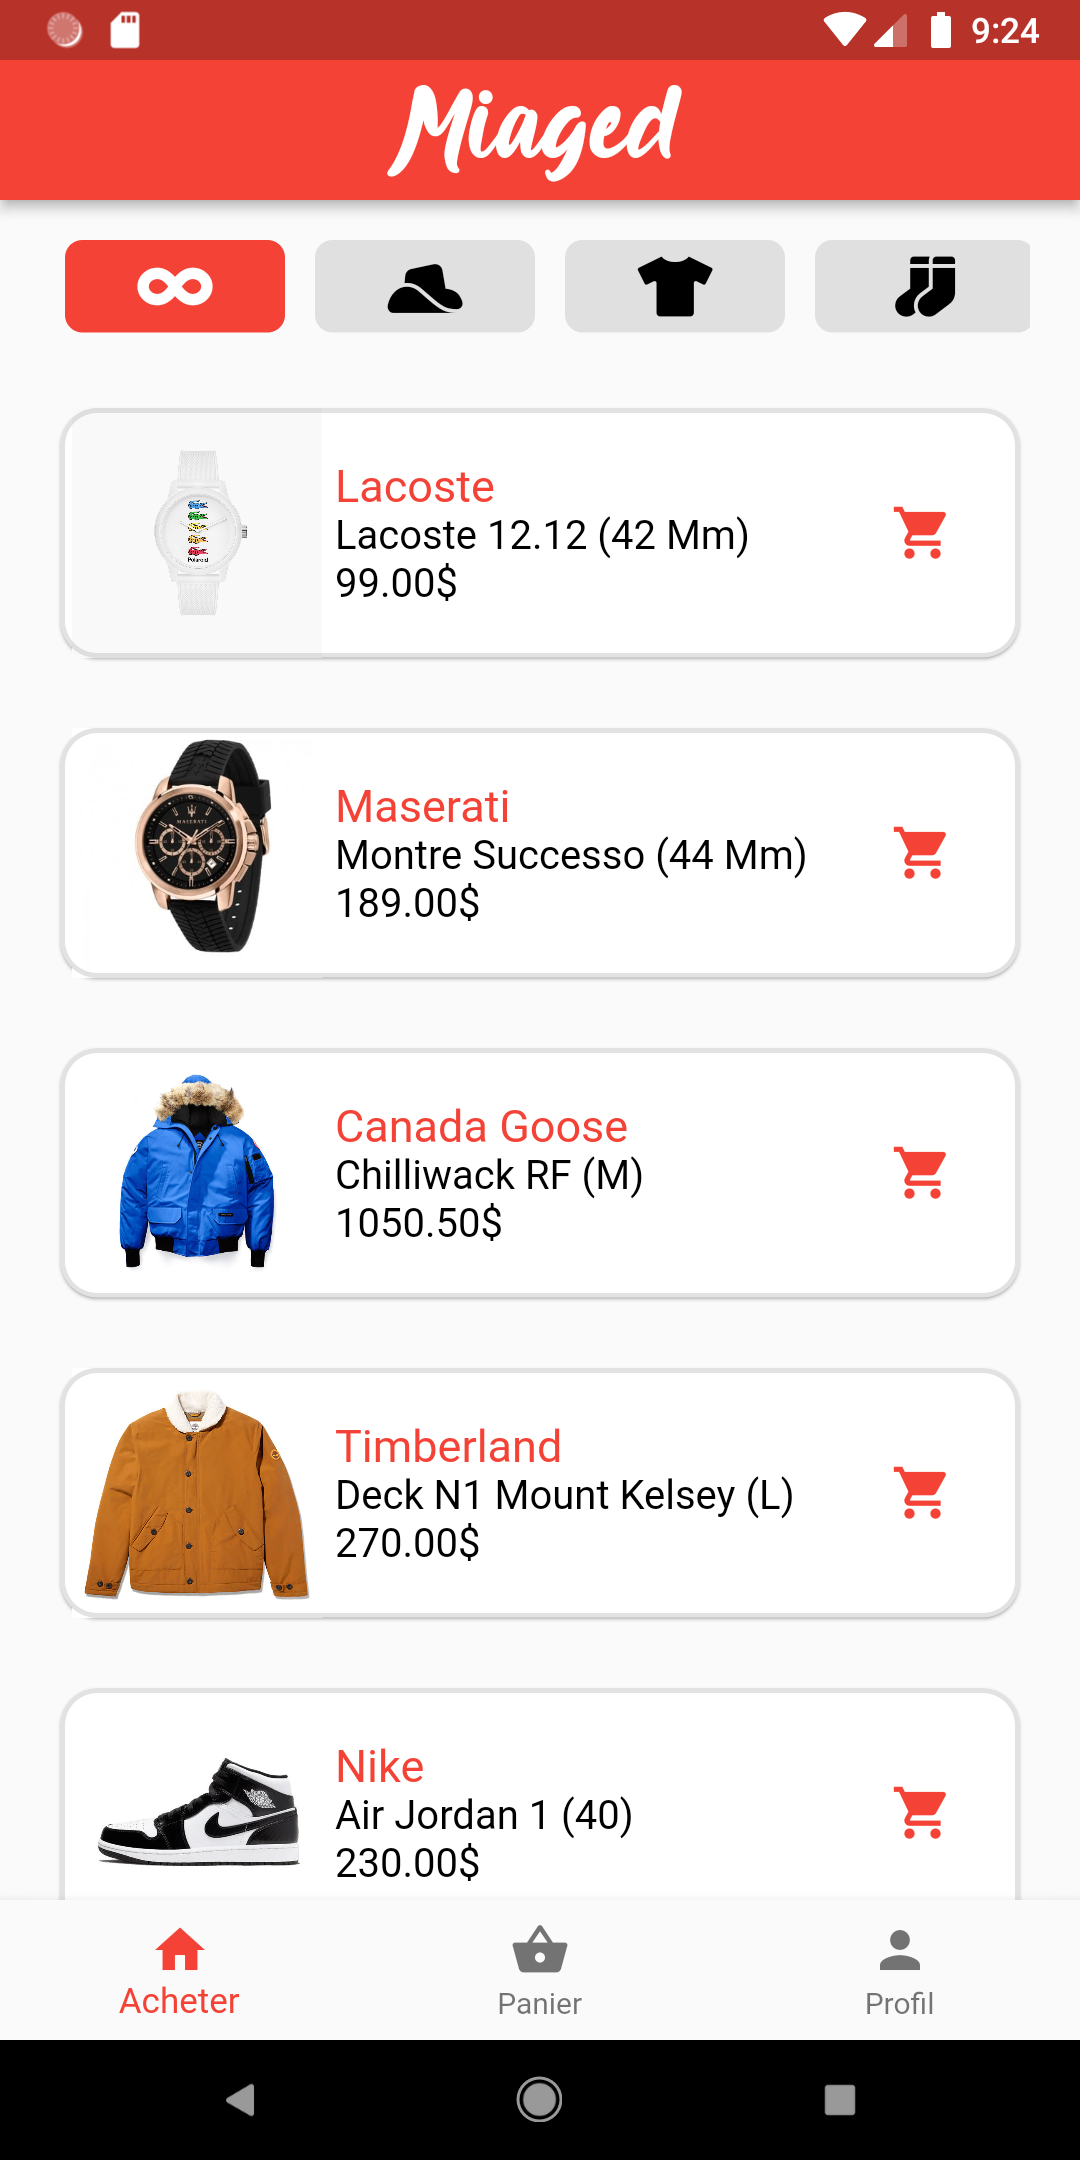 9:24
Miaged
Lacoste
Lacoste 12.12 (42 Mm)
99.00$
Polaroid
MASERATI
Maserati
Montre Successo (44 Mm)
189.00$
Canada Goose
Chilliwack RF (M)
1050.50$
Timberland
Deck N1 Mount Kelsey (L)
270.00$
Nike
Air Jordan 1 (40)
230.00$
Acheter
Panier
Profil